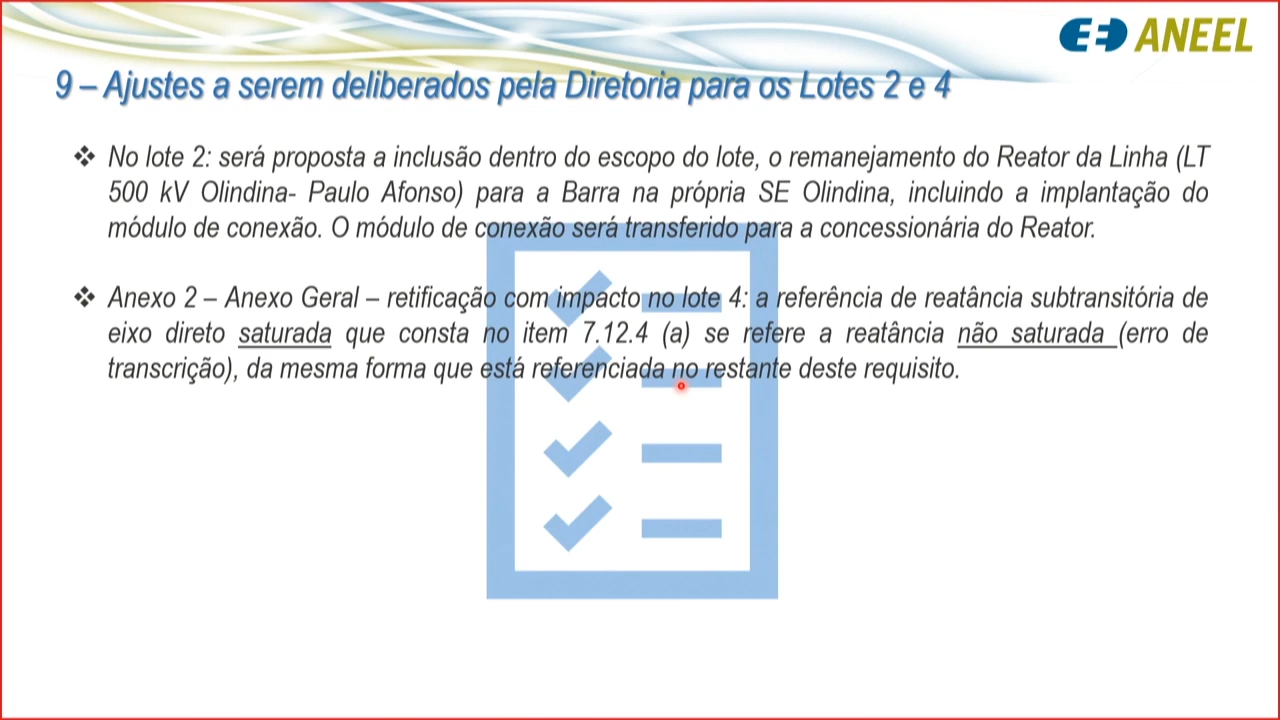 ANEEL
9 – Ajustes a serem deliberados pela Diretoria para os Lotes 2 e 4
❖ No lote 2: será proposta a inclusão dentro do escopo do lote, o remanejamento do Reator da Linha (LT
500 kV Olindina- Paulo Afonso) para a Barra na própria SE Olindina, incluindo a implantação do
módulo de conexão. O módulo de conexão será transferido para a concessionária do Reator.
❖ Anexo 2 – Anexo Geral – retificação com impacto no lote 4: a referência de reatância subtransitória de
eixo direto saturada que consta no item 7.12.4 (a) se refere a reatância não saturada (erro de
transcrição), da mesma forma que está referenciada no restante deste requisito.